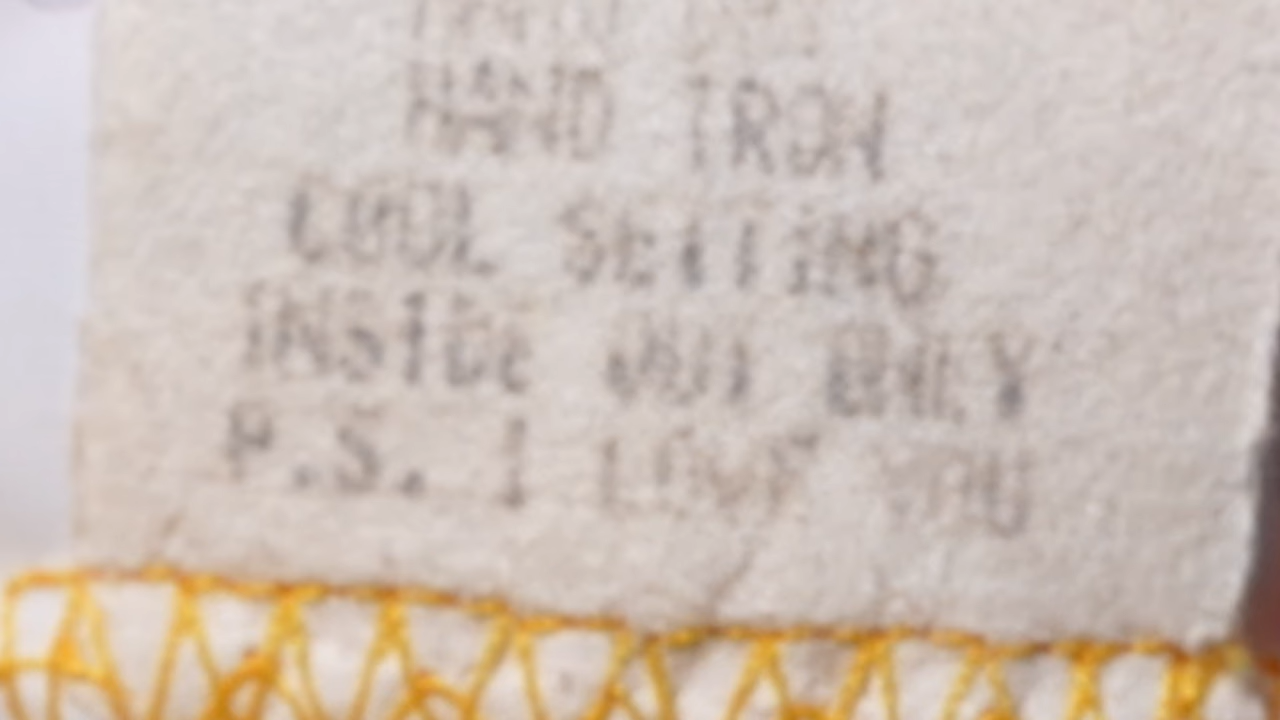 HAND IRON
COOL SETTING
INSIDE OUT ONLY
P.S. I LOVE YOU